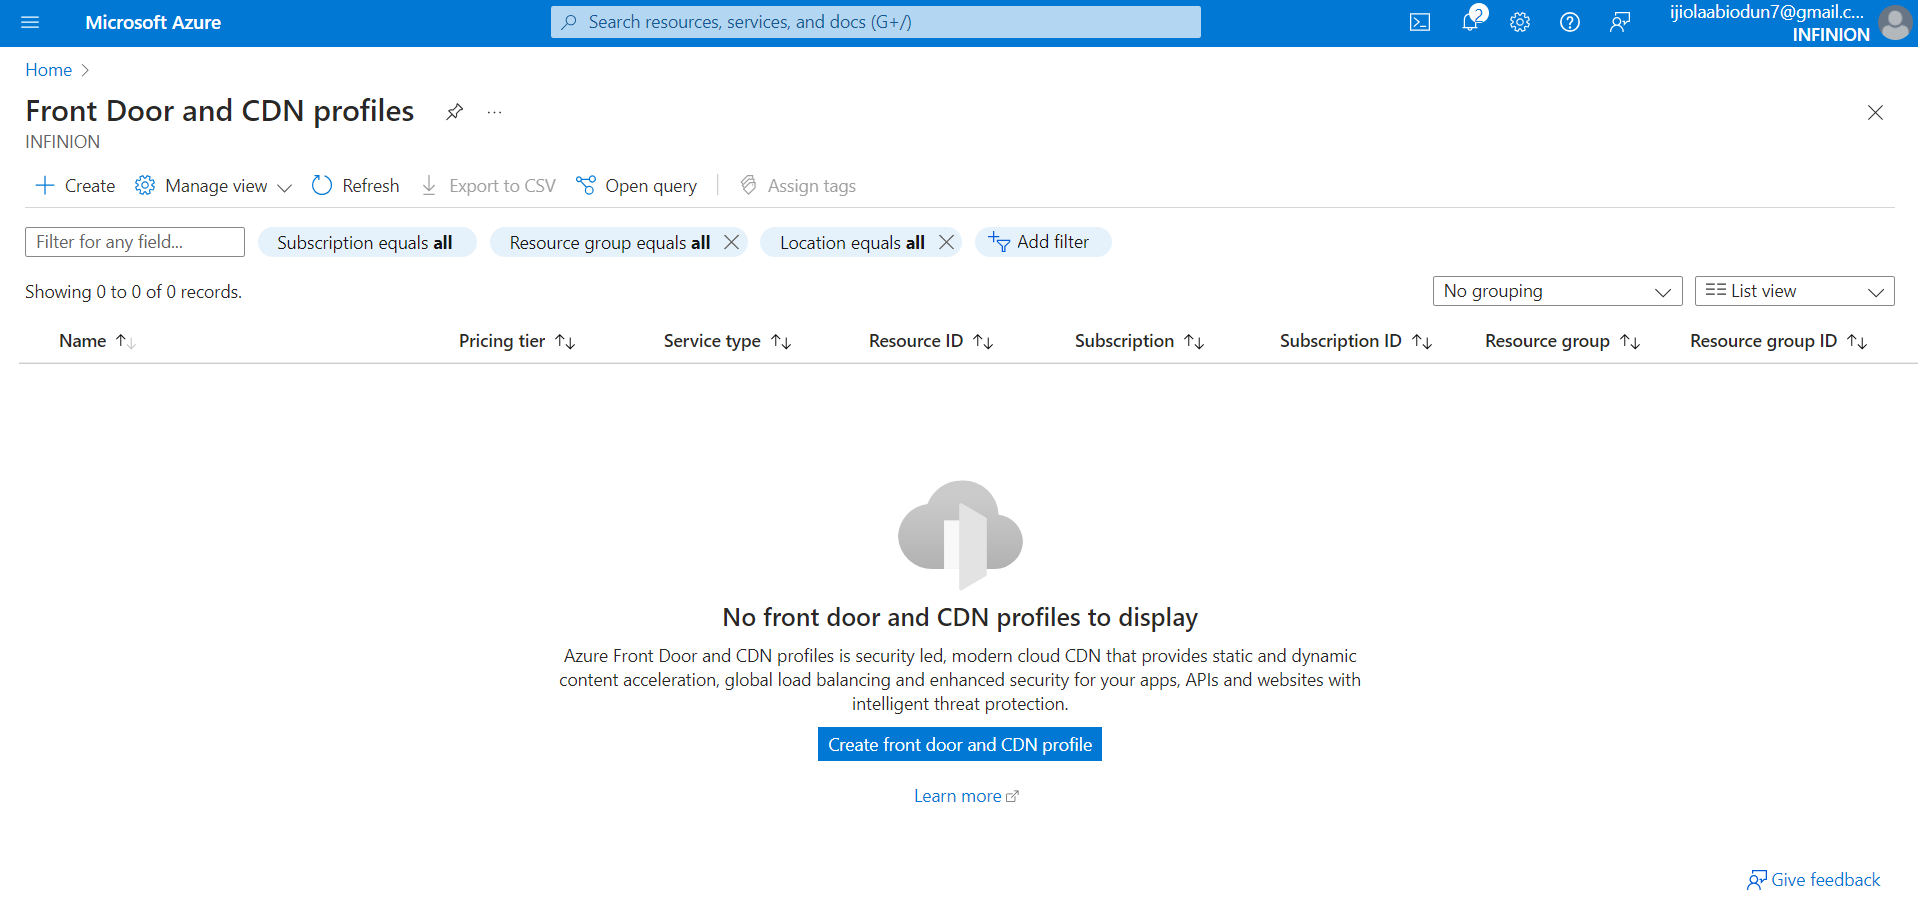 Microsoft Azure
Search resources, services, and docs (G+/)
2
ijiolaabiodun7@gmail.c...
INFINION
Home
Front Door and CDN profiles
...
INFINION
Create
Manage view
Refresh
Export to CSV
Open query
Assign tags
Filter for any field...
Subscription equals all
Resource group equals all
Location equals all
Add filter
Showing 0 to 0 of 0 records.
No grouping
List view
Name
Pricing tier
Service type
Resource ID
Subscription
Subscription ID
Resource group
Resource group ID
No front door and CDN profiles to display
Azure Front Door and CDN profiles is security led, modern cloud CDN that provides static and dynamic
content acceleration, global load balancing and enhanced security for your apps, APIs and websites with
intelligent threat protection.
Create front door and CDN profile
Learn more
Give feedback